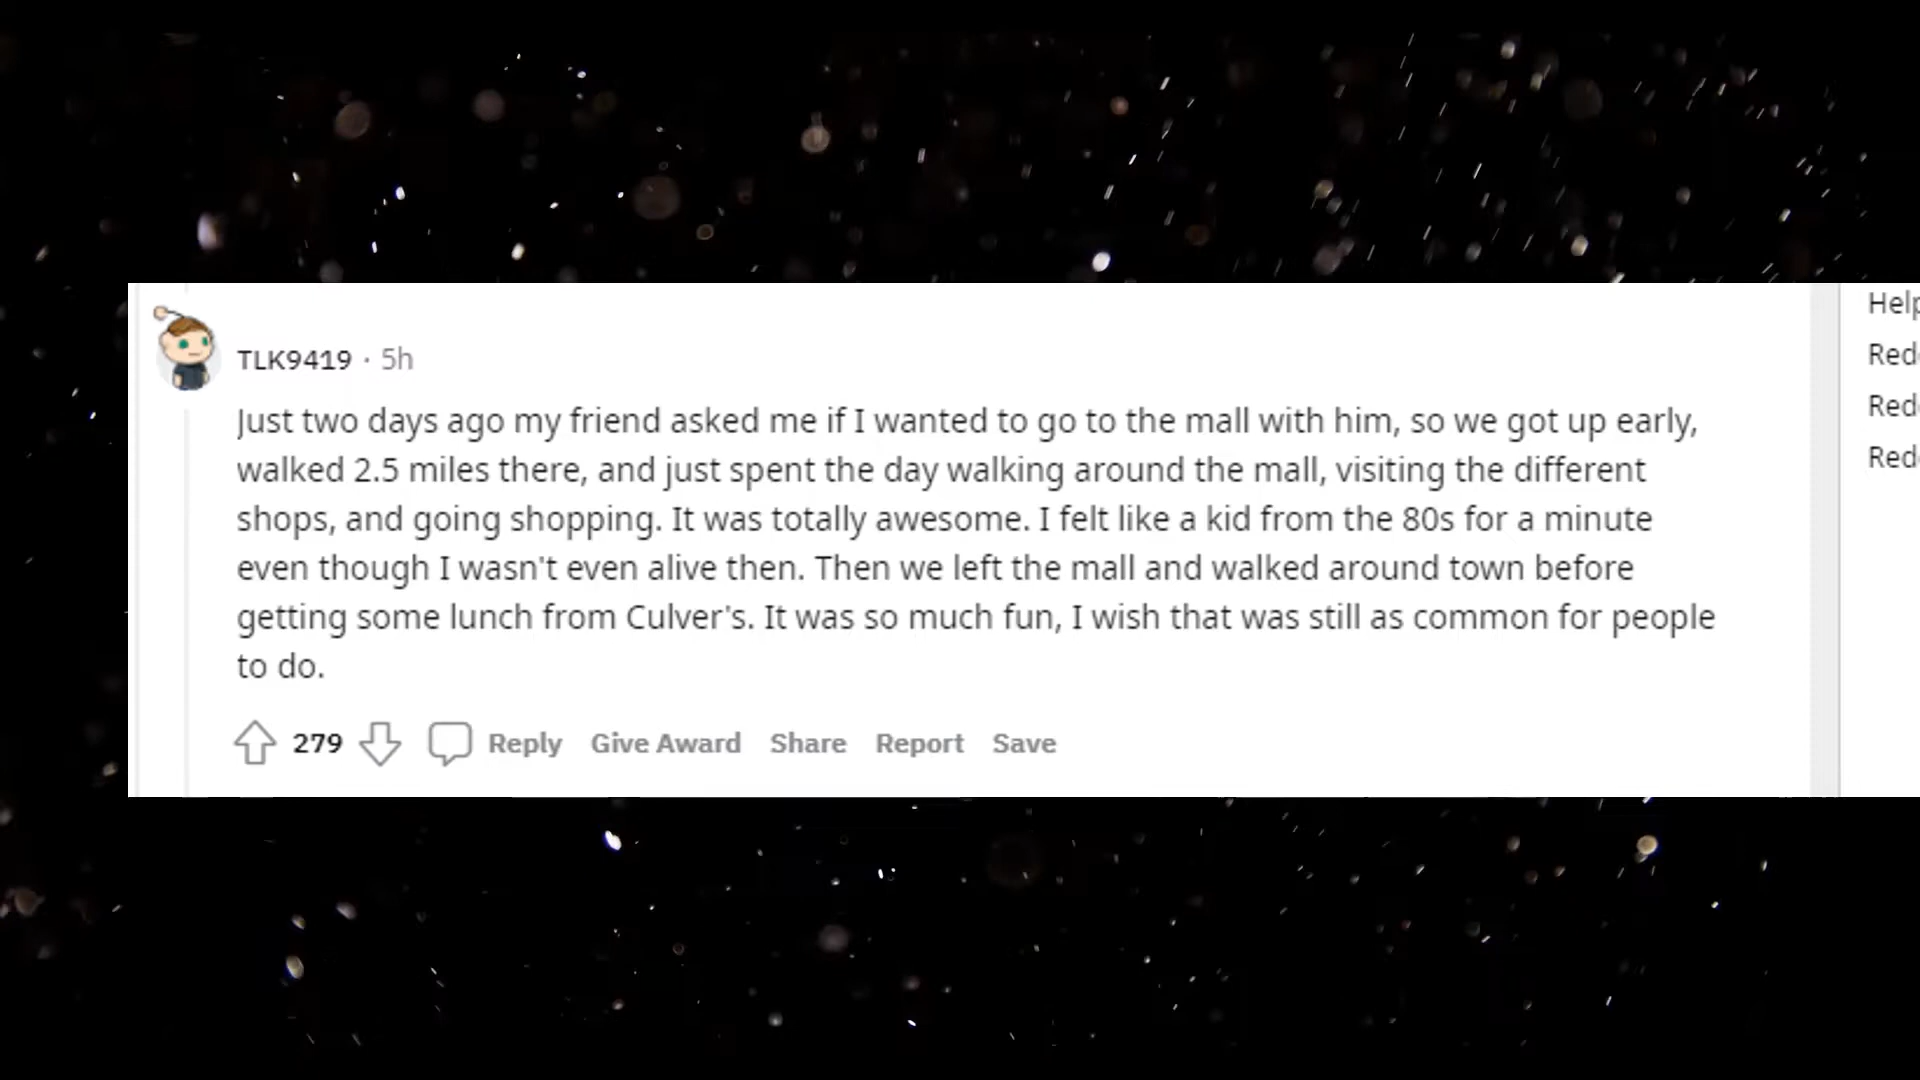 TLK9419 · 5h
Just two days ago my friend asked me if I wanted to go to the mall with him, so we got up early,
walked 2.5 miles there, and just spent the day walking around the mall, visiting the different
shops, and going shopping. It was totally awesome. I felt like a kid from the 80s for a minute
even though I wasn't even alive then. Then we left the mall and walked around town before
getting some lunch from Culver's. It was so much fun, I wish that was still as common for people
to do.
279 Reply Give Award Share Report Save
Help
Red
Red
Red